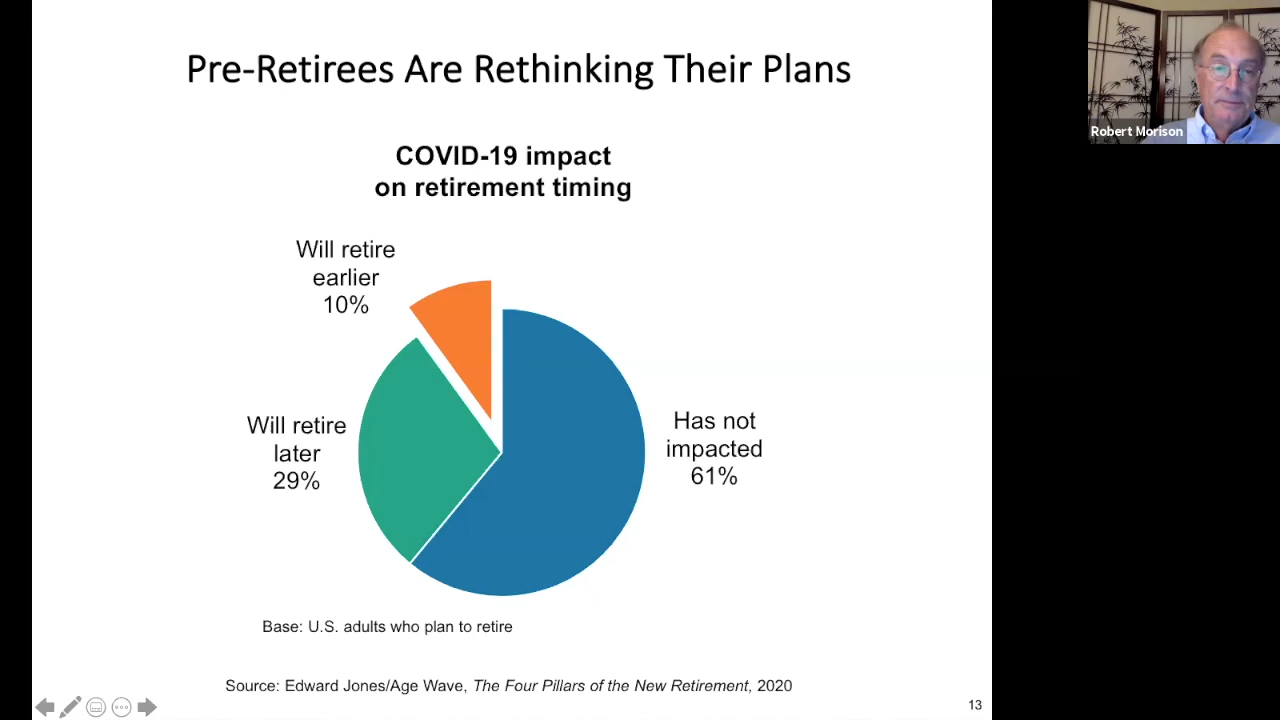 Pre-Retirees Are Rethinking Their Plans
Robert Morison
COVID-19 impact
on retirement timing
Will retire
earlier
10%
Will retire
later
29%
Has not
impacted
61%
Base: U.S. adults who plan to retire
Source: Edward Jones/Age Wave, The Four Pillars of the New Retirement, 2020
13